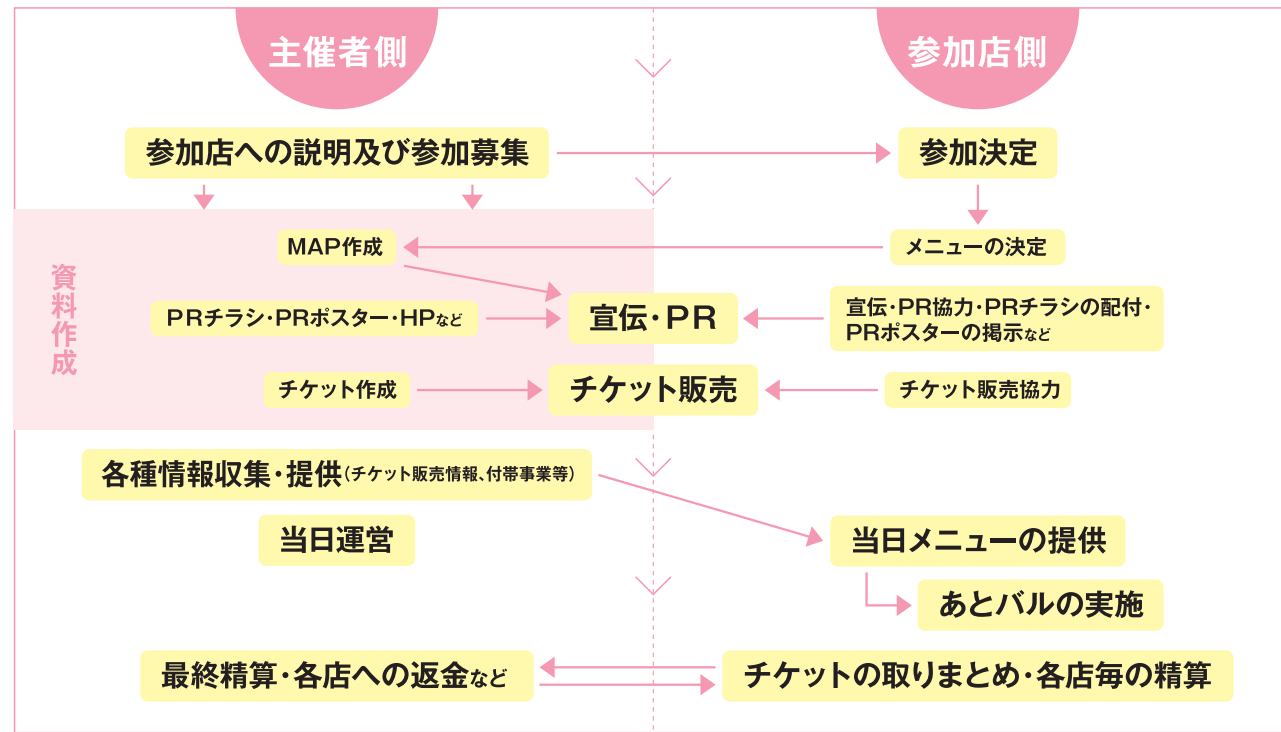 主催者側
参加店側
参加店への説明及び参加募集
参加決定
資料作成
MAP作成
メニューの決定
PRチラシ・PRポスター・HPなど
宣伝・PR
宣伝・PR協力・PRチラシの配付・
PRポスターの掲示など
チケット作成
チケット販売
チケット販売協力
各種情報収集・提供(チケット販売情報、付帯事業等)
当日運営
当日メニューの提供
あとバルの実施
最終精算・各店への返金など
チケットの取りまとめ・各店毎の精算